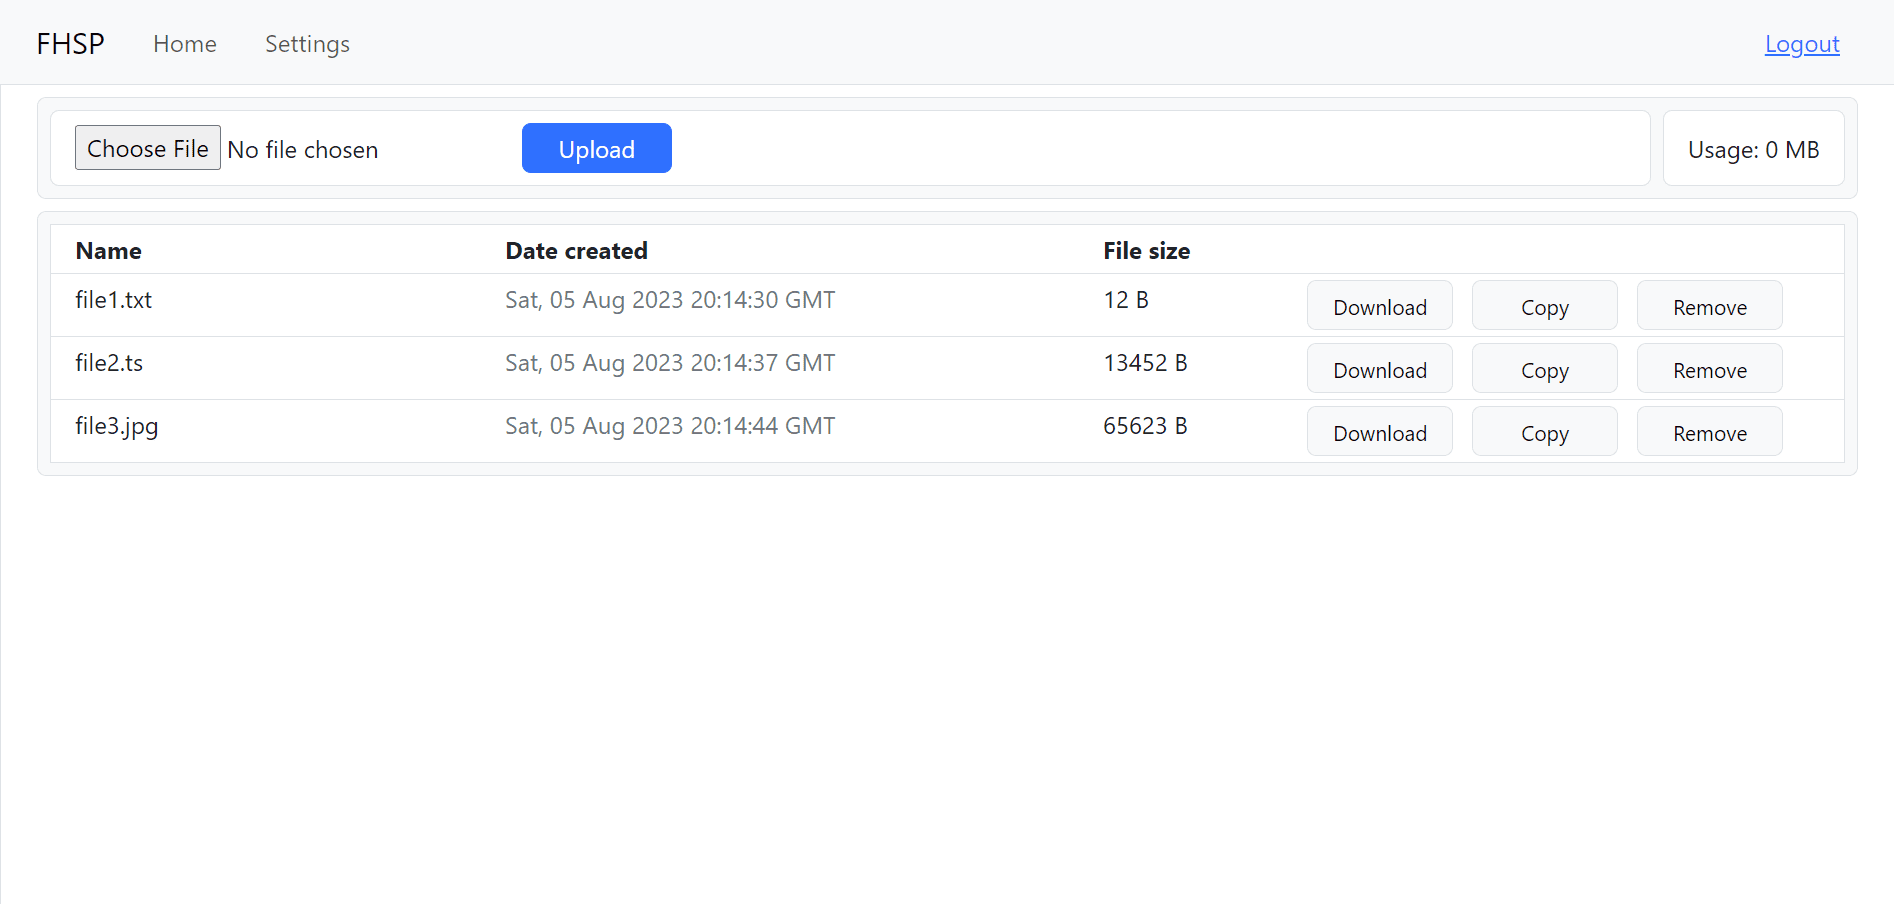 FHSP Home Settings Logout
Choose File No file chosen Upload Usage: 0 MB
Name Date created File size
file1.txt Sat, 05 Aug 2023 20:14:30 GMT 12 B Download Copy Remove
file2.ts Sat, 05 Aug 2023 20:14:37 GMT 13452 B Download Copy Remove
file3.jpg Sat, 05 Aug 2023 20:14:44 GMT 65623 B Download Copy Remove